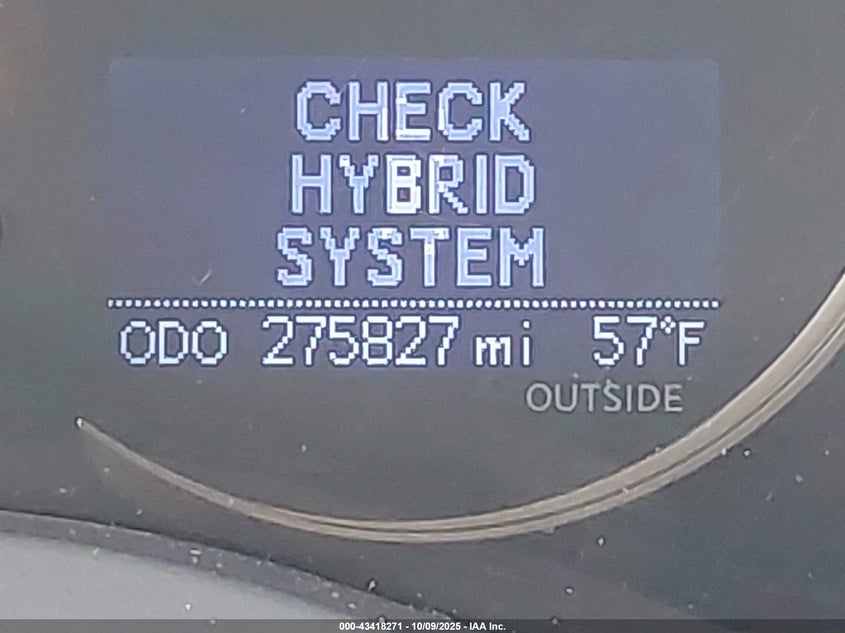 CHECK
HYBRID
SYSTEM
ODO 275827 mi 57°F
OUTSIDE
000-43418271 - 10/09/2025 - IAA Inc.